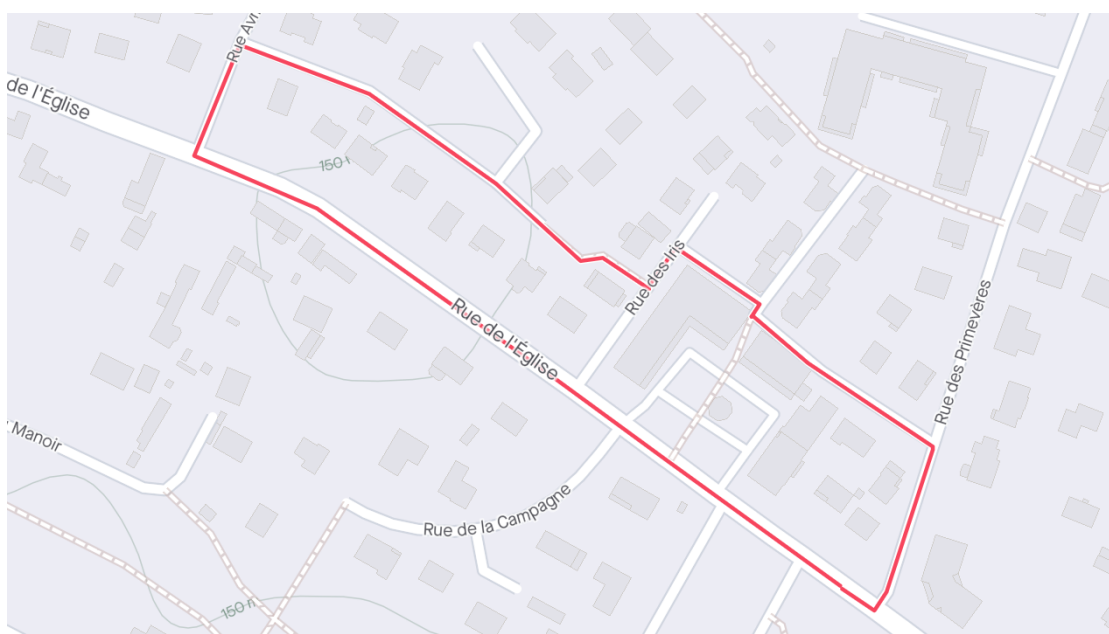 Rue Avr
de l'Église
150
Rue des Iris
Rue de l'Église
Rue des Primevères
Manoir
Rue de la Campagne
150